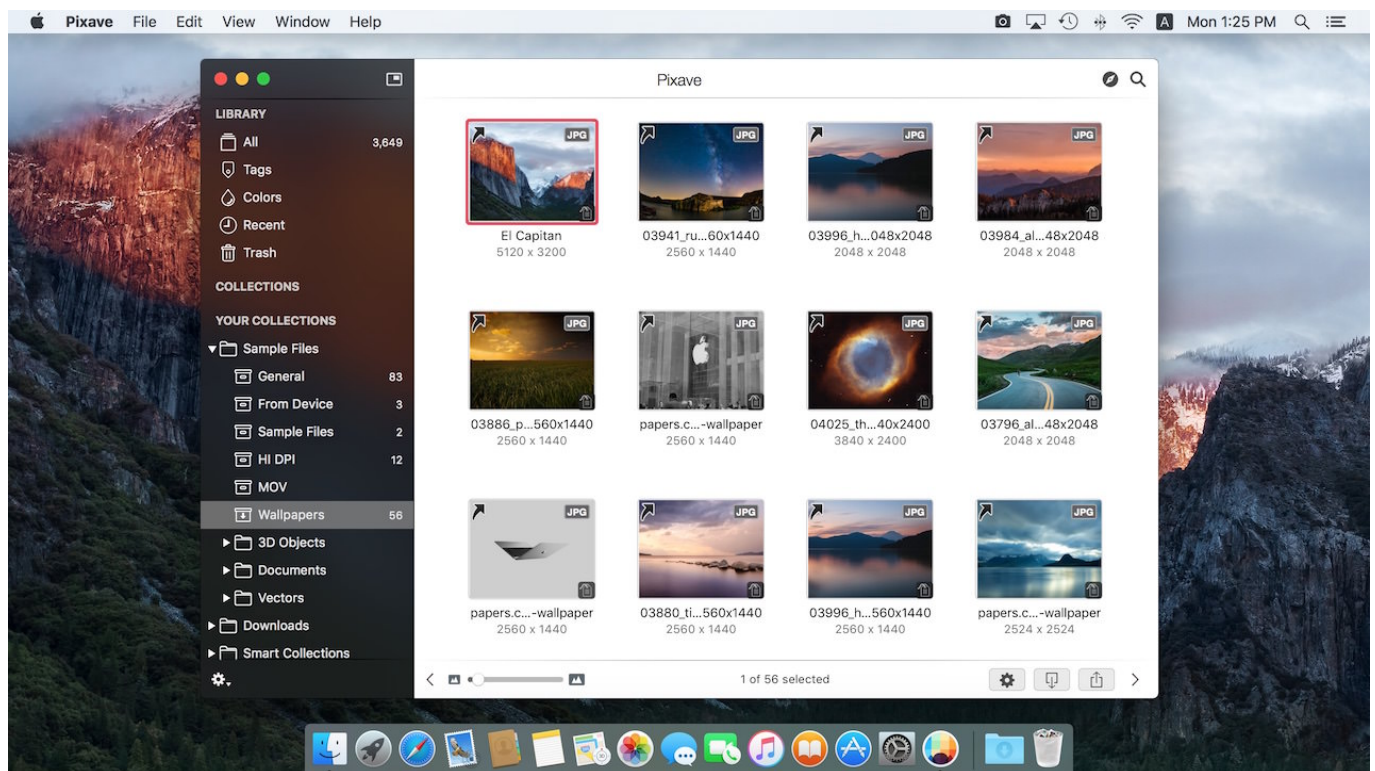 Pixave File Edit View Window Help A Mon 1:25 PM
Pixave
LIBRARY
All 3,649
Tags
Colors
Recent
Trash
COLLECTIONS
YOUR COLLECTIONS
Sample Files
General 83
From Device 3
Sample Files 2
HI DPI 12
MOV
Wallpapers 56
3D Objects
Documents
Vectors
Downloads
Smart Collections
JPG JPG JPG JPG
El Capitan 03941_ru...60x1440 03996_h...048x2048 03984_al...48x2048
5120 x 3200 2560 x 1440 2048 x 2048 2048 x 2048
JPG JPG JPG JPG
03886_p...560x1440 papers.c...-wallpaper 04025_th...40x2400 03796_al...48x2048
2560 x 1440 2560 x 1440 3840 x 2400 2048 x 2048
JPG JPG JPG JPG
papers.c...-wallpaper 03880_ti...560x1440 03996_h...560x1440 papers.c...-wallpaper
2560 x 1440 2560 x 1440 2560 x 1440 2524 x 2524
1 of 56 selected